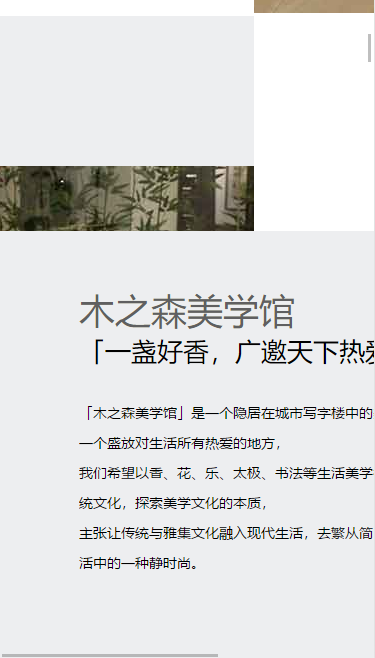 木之森美学馆
「一盏好香，广邀天下热爱
「木之森美学馆」是一个隐居在城市写字楼中的
一个盛放对生活所有热爱的地方，
我们希望以香、花、乐、太极、书法等生活美学
统文化，探索美学文化的本质，
主张让传统与雅集文化融入现代生活，去繁从简
活中的一种静时尚。